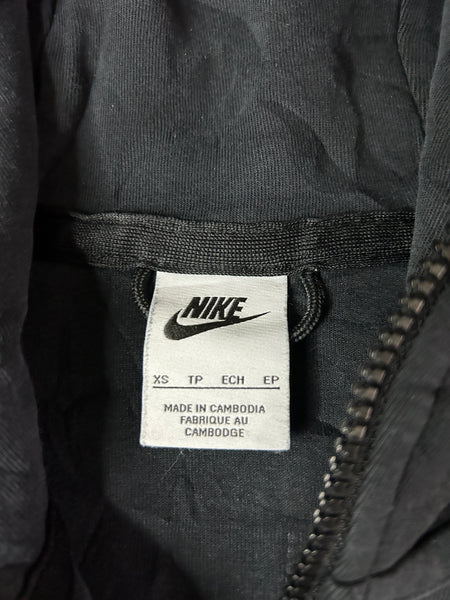 NIKE
XS TP ECH EP
MADE IN CAMBODIA
FABRIQUE AU
CAMBODGE